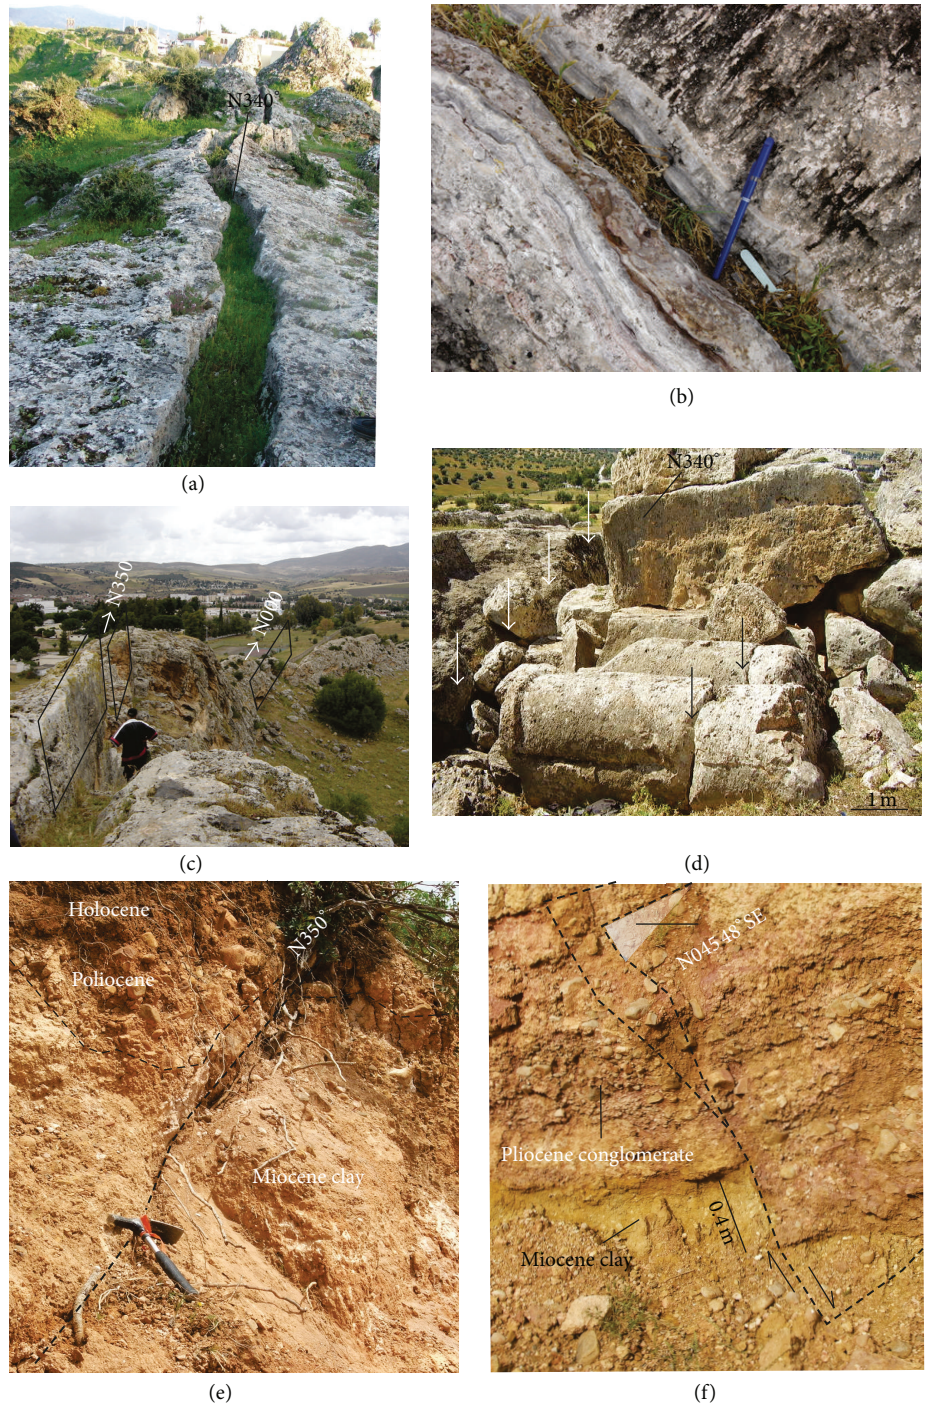 N340°
(a)
(b)
N350
N000
(c)
N340°
1 m
(d)
Holocene
N350°
Poliocene
Miocene clay
(e)
N045 48° SE
Pliocene conglomerate
0.4 m
Miocene clay
(f)